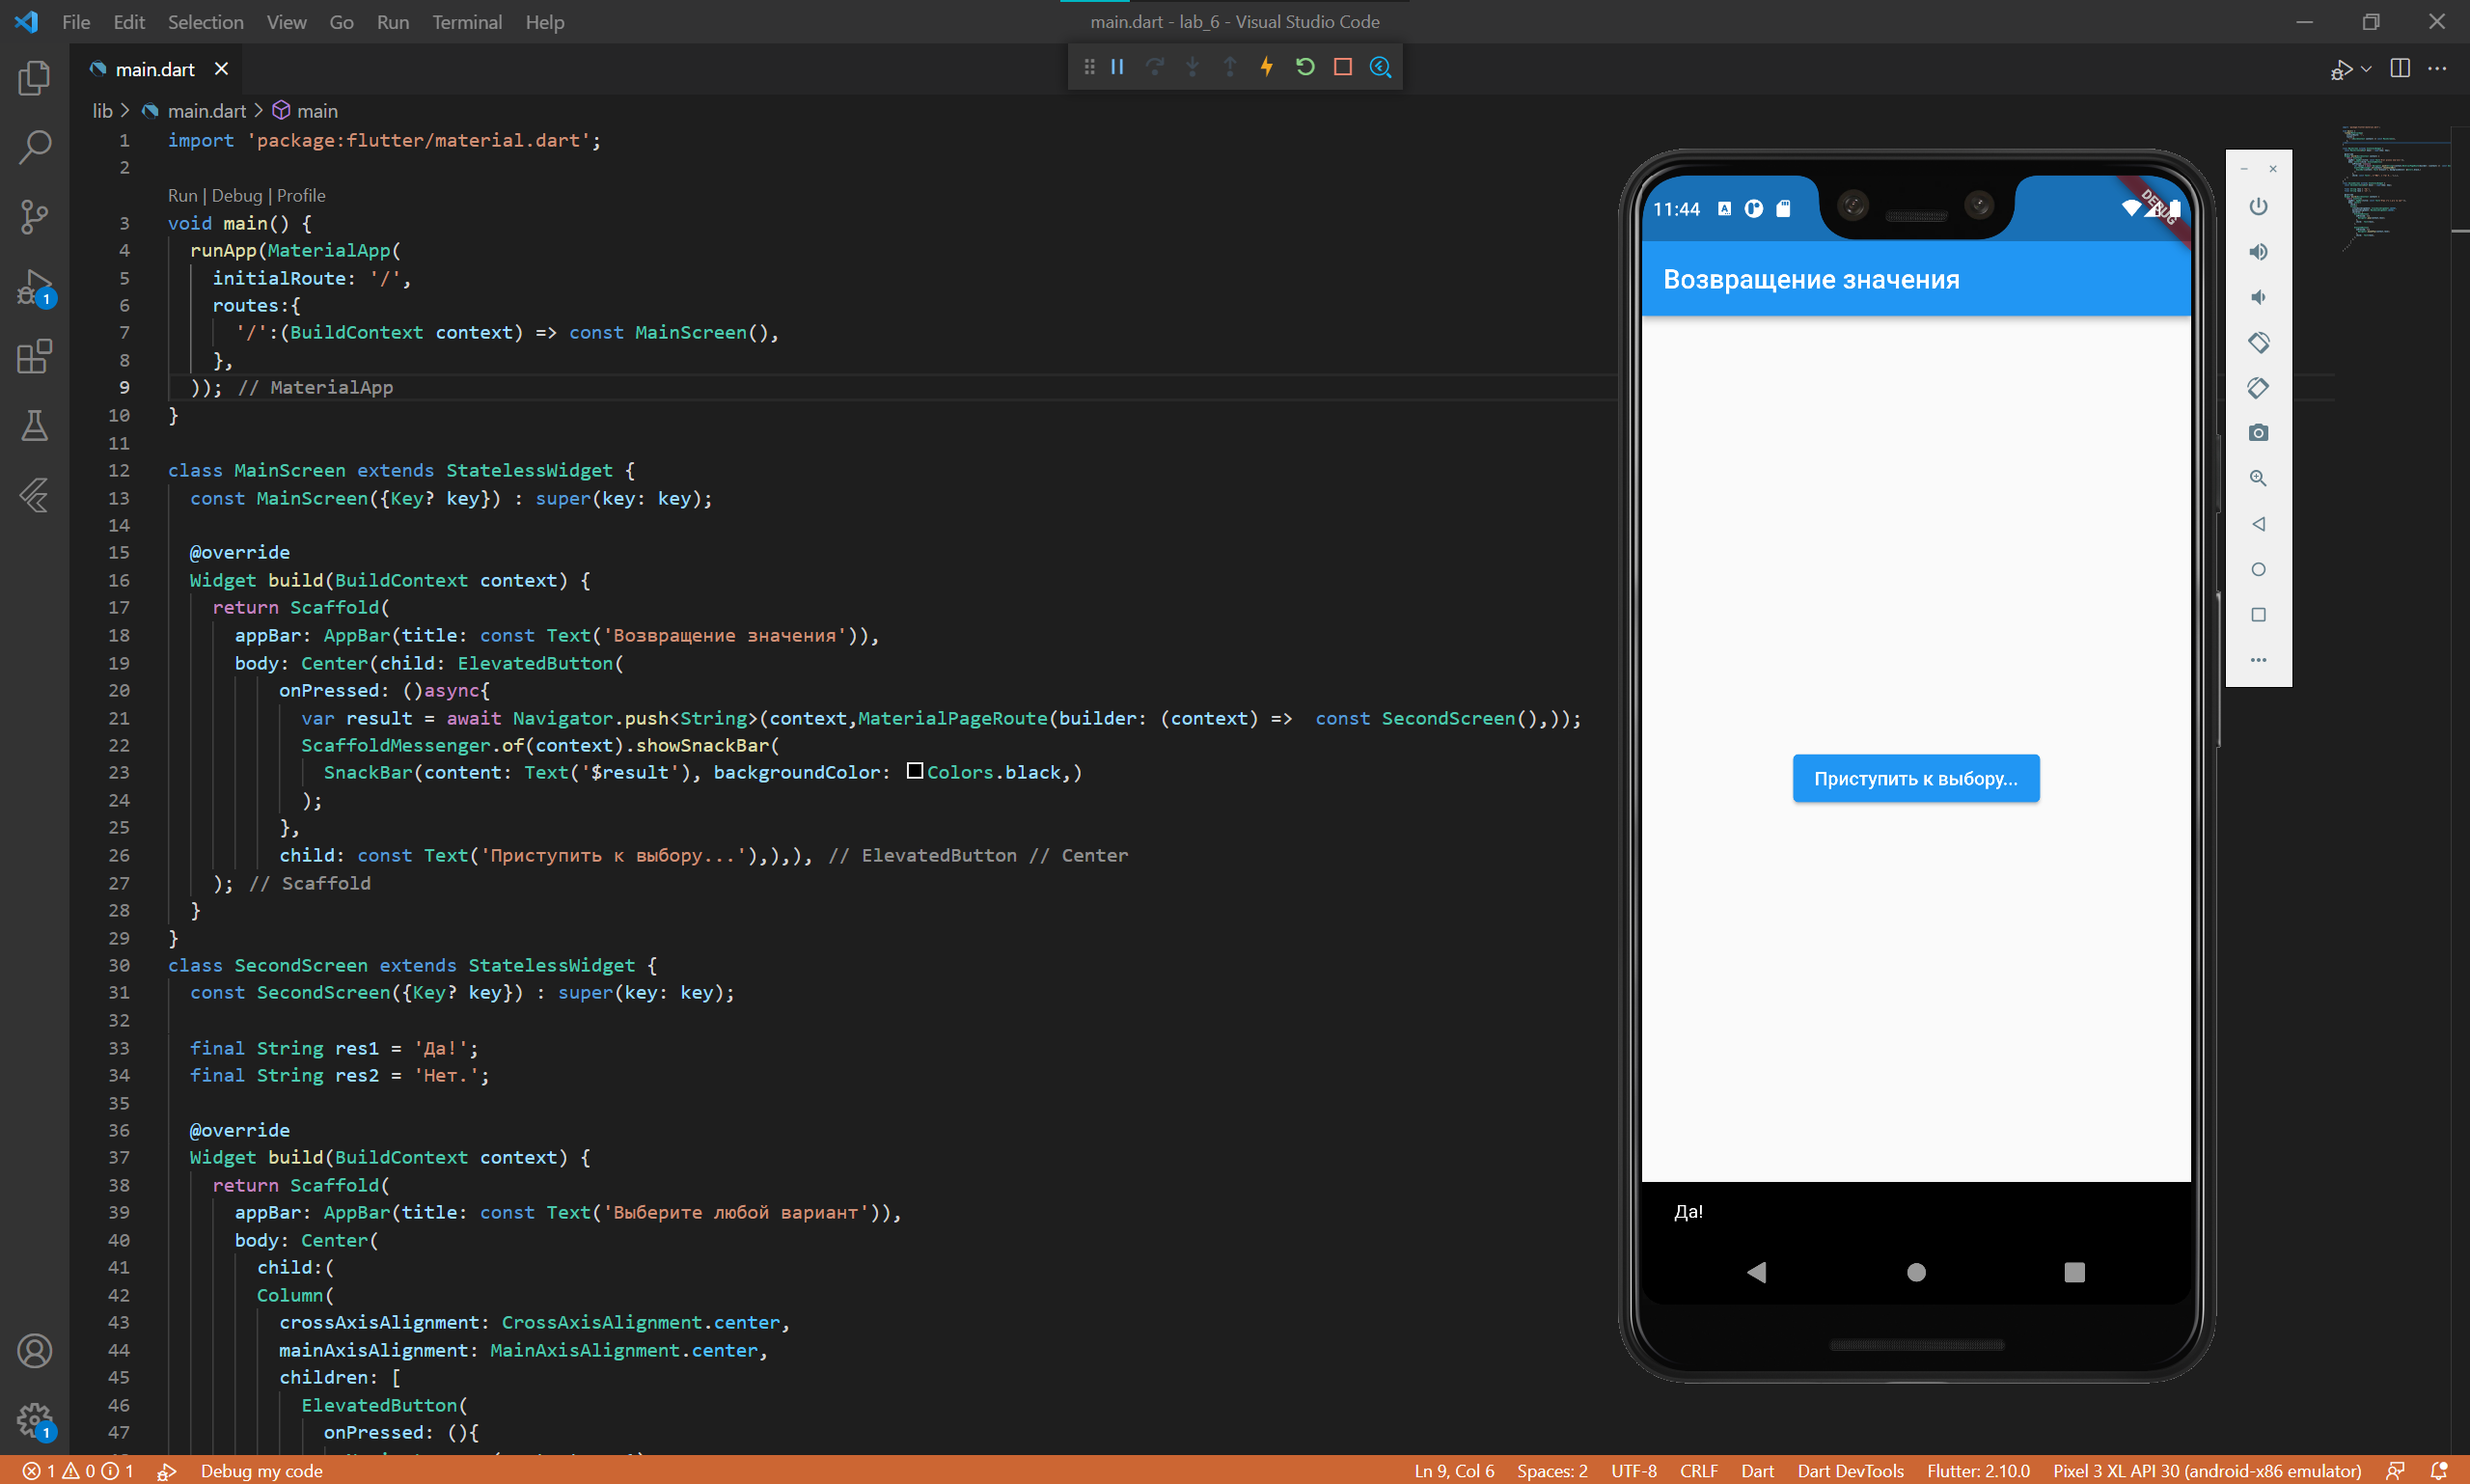 File Edit Selection View Go Run Terminal Help
main.dart - lab_6 - Visual Studio Code
main.dart
lib > main.dart > main
1 import 'package:flutter/material.dart';
2
Run | Debug | Profile
3 void main() {
4 runApp(MaterialApp(
5 initialRoute: '/',
6 routes:{
7 '/':(BuildContext context) => const MainScreen(),
8 },
9 )); // MaterialApp
10 }
11
12 class MainScreen extends StatelessWidget {
13 const MainScreen({Key? key}) : super(key: key);
14
15 @override
16 Widget build(BuildContext context) {
17 return Scaffold(
18 appBar: AppBar(title: const Text('Возвращение значения')),
19 body: Center(child: ElevatedButton(
20 onPressed: ()async{
21 var result = await Navigator.push<String>(context,MaterialPageRoute(builder: (context) => const SecondScreen(),));
22 ScaffoldMessenger.of(context).showSnackBar(
23 SnackBar(content: Text('$result'), backgroundColor: Colors.black,)
24 );
25 },
26 child: const Text('Приступить к выбору...'),),), // ElevatedButton // Center
27 ); // Scaffold
28 }
29 }
30 class SecondScreen extends StatelessWidget {
31 const SecondScreen({Key? key}) : super(key: key);
32
33 final String res1 = 'Да!';
34 final String res2 = 'Нет.';
35
36 @override
37 Widget build(BuildContext context) {
38 return Scaffold(
39 appBar: AppBar(title: const Text('Выберите любой вариант')),
40 body: Center(
41 child:(
42 Column(
43 crossAxisAlignment: CrossAxisAlignment.center,
44 mainAxisAlignment: MainAxisAlignment.center,
45 children: [
46 ElevatedButton(
47 onPressed: (){
11:44
DEBUG
Возвращение значения
Приступить к выбору...
Да!
1
1
1 0 1 Debug my code
Ln 9, Col 6 Spaces: 2 UTF-8 CRLF Dart Dart DevTools Flutter: 2.10.0 Pixel 3 XL API 30 (android-x86 emulator)